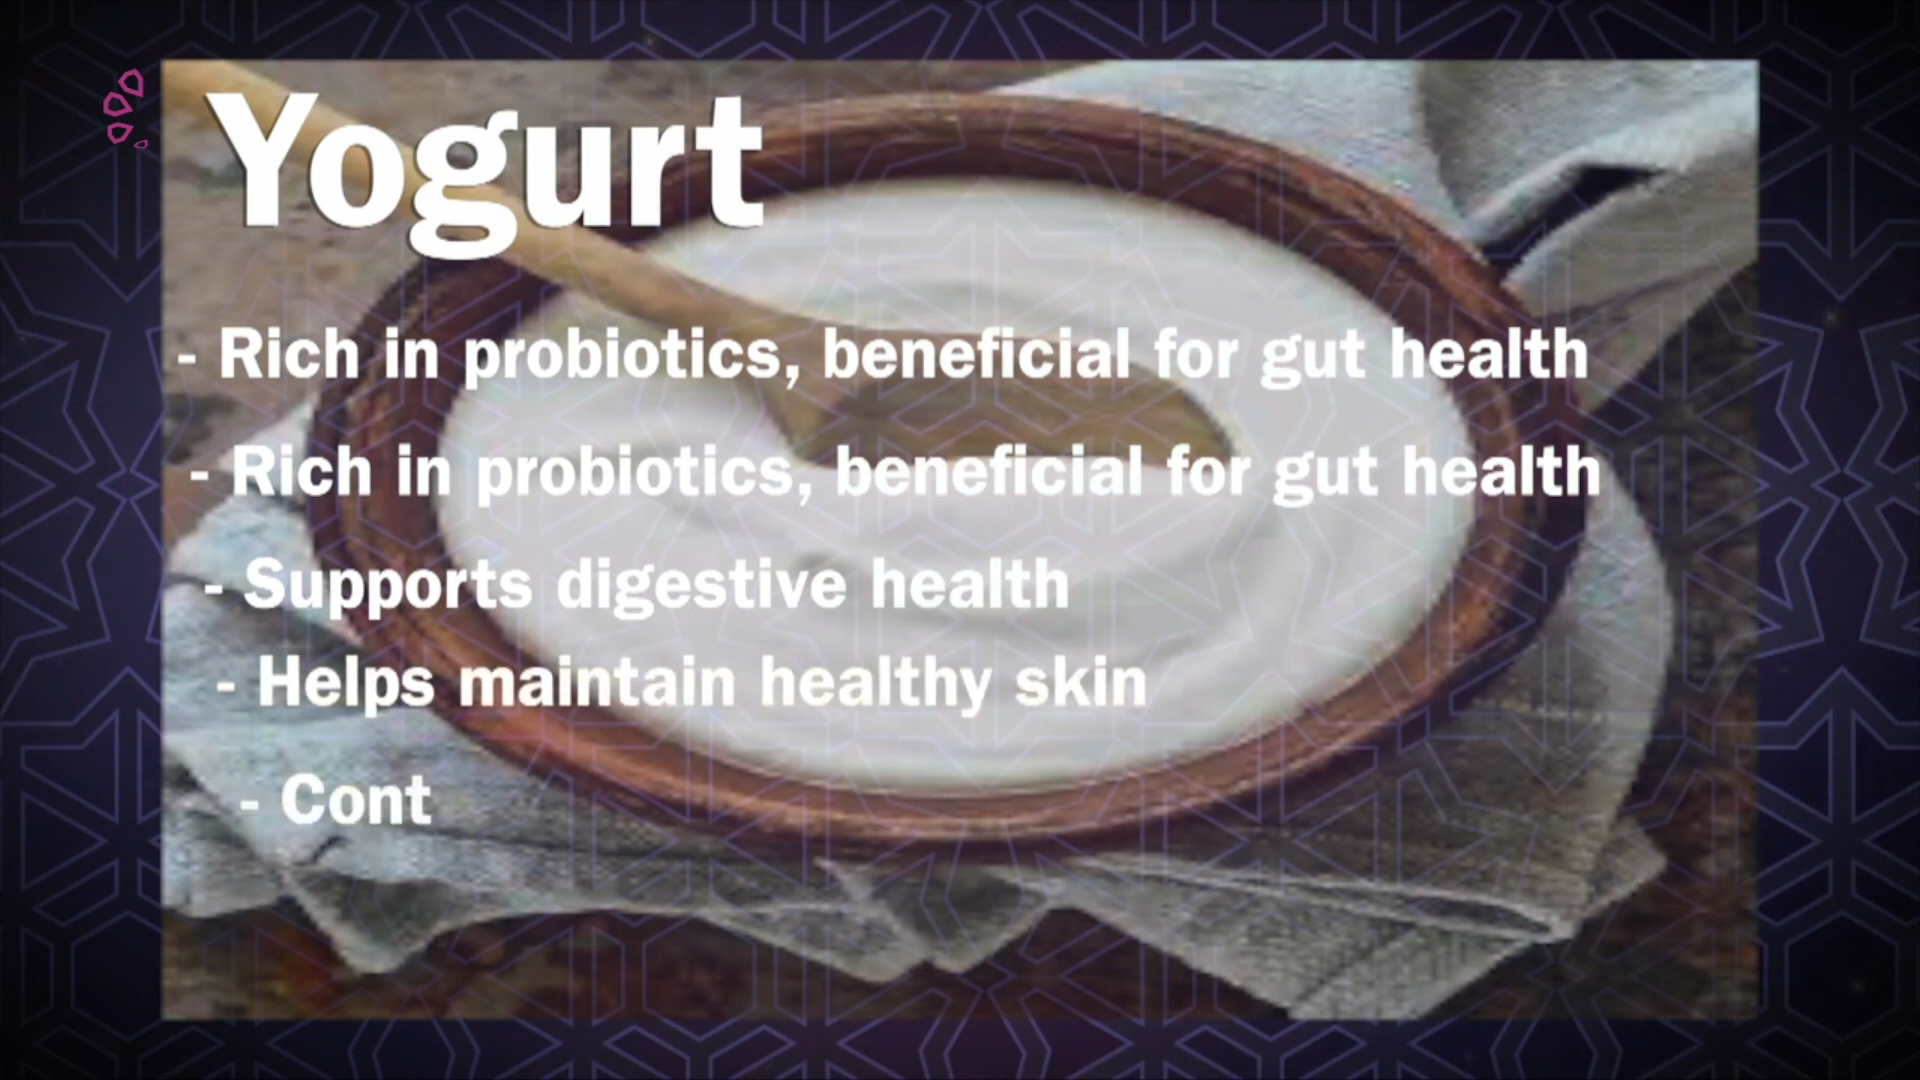 Yogurt
- Rich in probiotics, beneficial for gut health
- Rich in probiotics, beneficial for gut health
- Supports digestive health
- Helps maintain healthy skin
- Cont